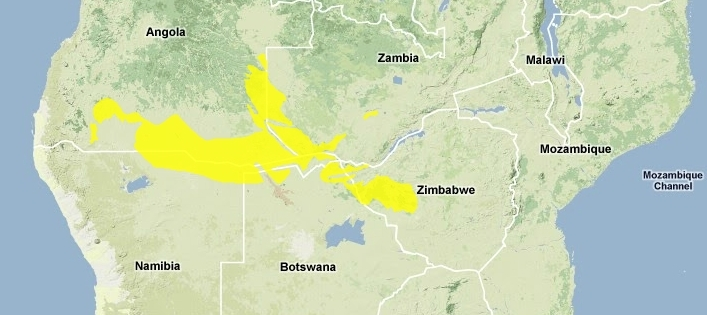 Angola
Zambia
Malawi
Mozambique
Mozambique
Channel
Zimbabwe
Namibia
Botswana